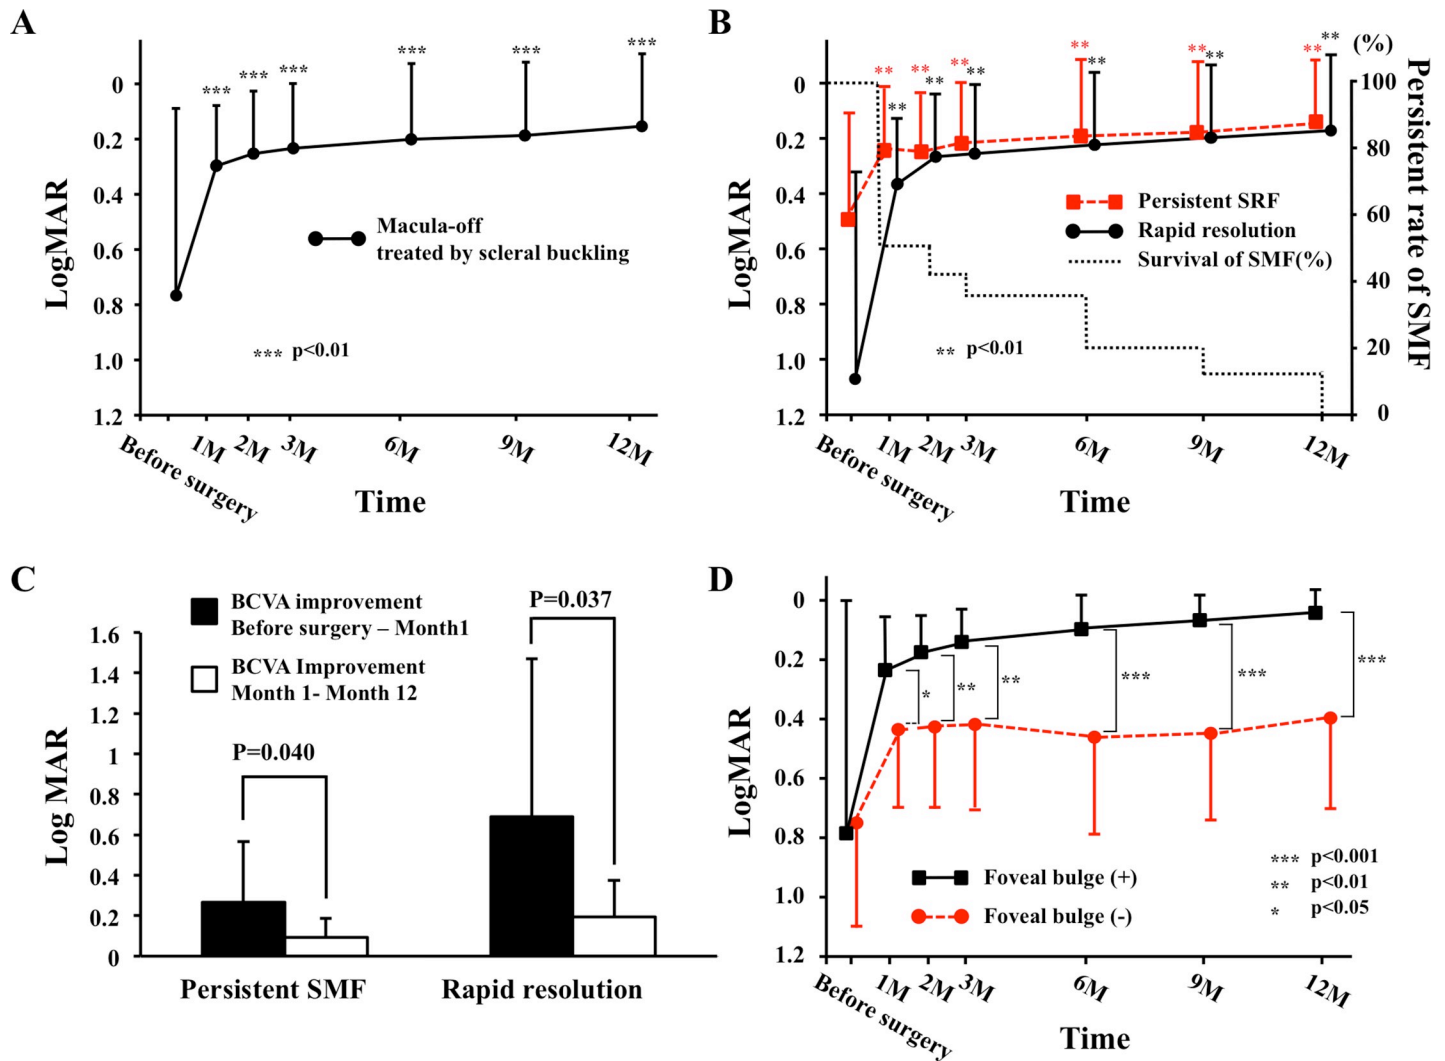 A
***
***
***
***
***
***
0
0.2
0.4
0.6
0.8
1.0
1.2
LogMAR
Macula-off
treated by scleral buckling
*** p<0.01
Before surgery
1M
2M
3M
6M
9M
12M
Time
B
**
**
**
**
**
**
**
**
**
**
**
**
(%)
0
0.2
0.4
0.6
0.8
1.0
1.2
LogMAR
Persistent SRF
Rapid resolution
Survival of SMF(%)
** p<0.01
100
80
60
40
20
0
Persistent rate of SMF
Before surgery
1M
2M
3M
6M
9M
12M
Time
C
BCVA improvement
Before surgery – Month1
BCVA Improvement
Month 1- Month 12
P=0.037
P=0.040
1.6
1.4
1.2
1
0.8
0.6
0.4
0.2
0
Log MAR
Persistent SMF
Rapid resolution
D
0
0.2
0.4
0.6
0.8
1.0
1.2
LogMAR
*
**
**
***
***
***
Foveal bulge (+)
Foveal bulge (-)
*** p<0.001
** p<0.01
* p<0.05
Before surgery
1M
2M
3M
6M
9M
12M
Time